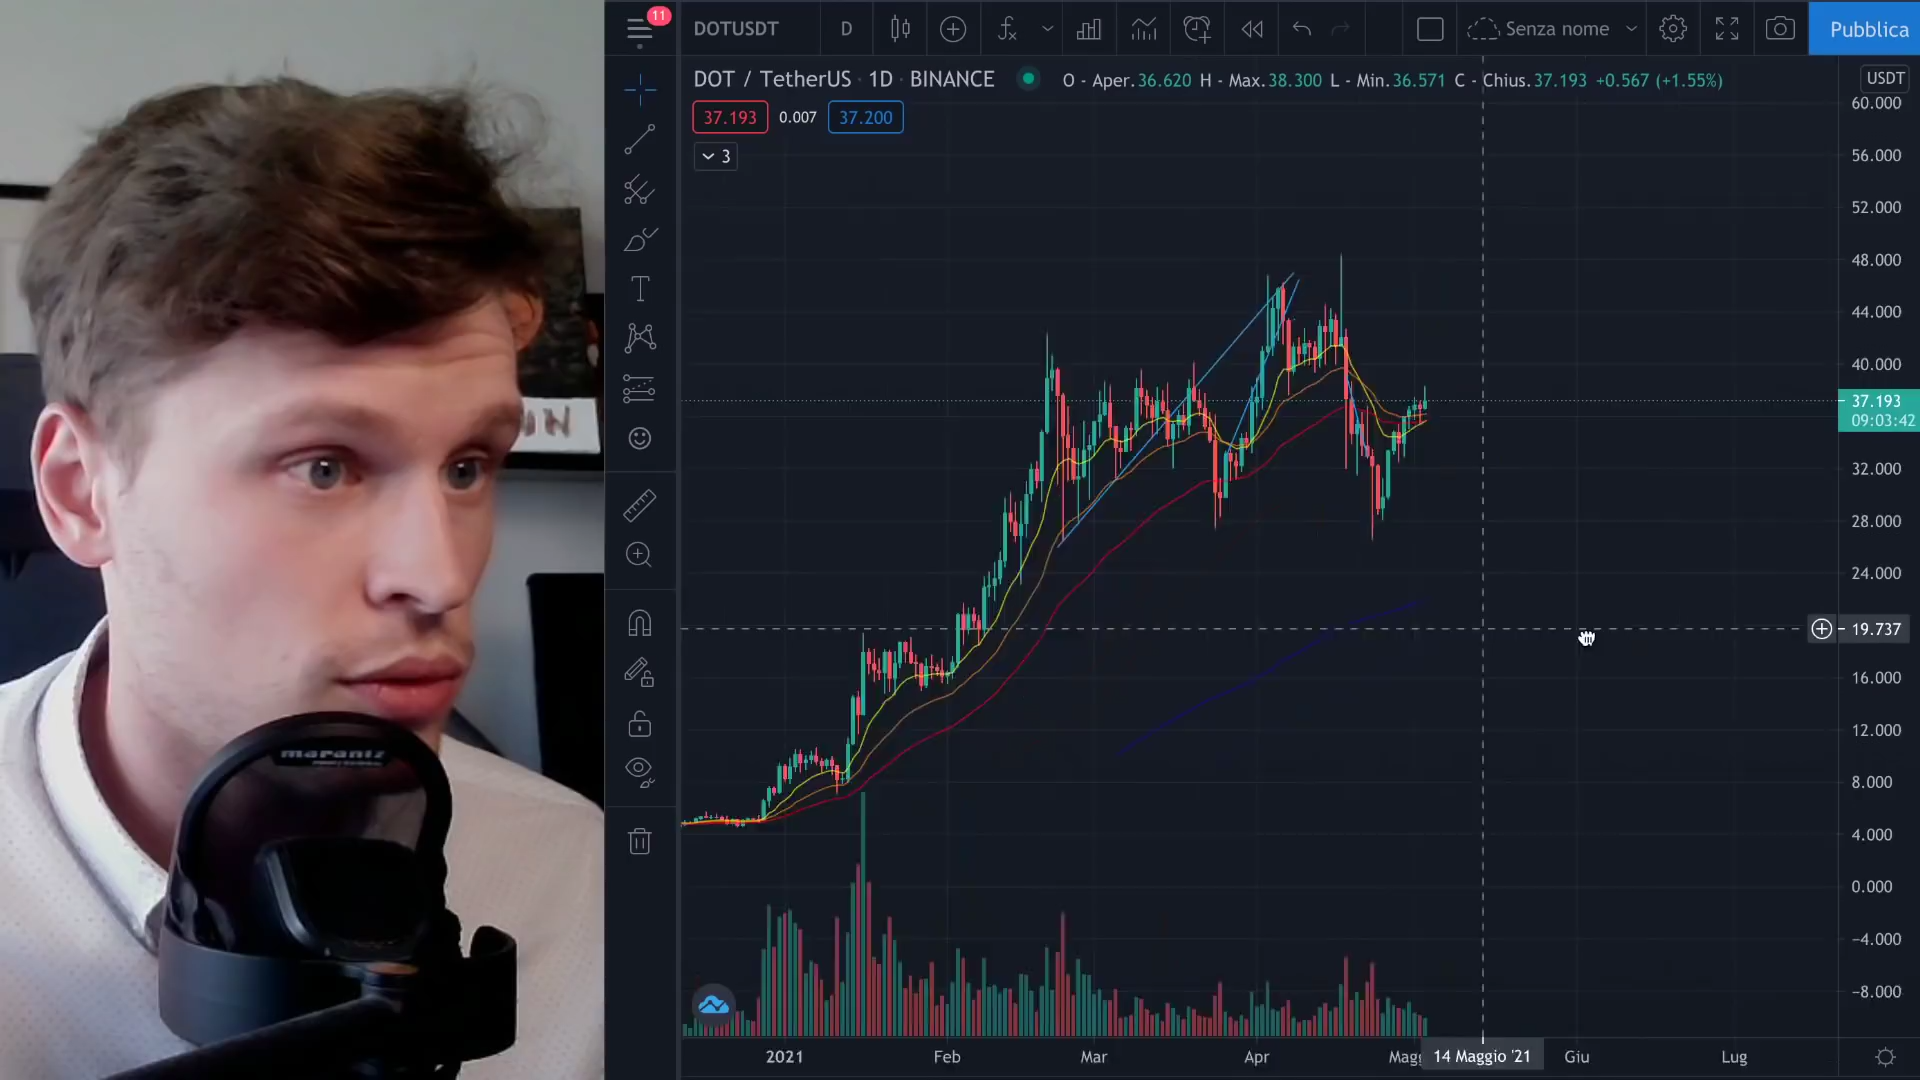 11
DOTUSDT
D
fx
Senza nome
Pubblica
DOT / TetherUS · 1D · BINANCE
O - Aper.36.620 H - Max.38.300 L - Min.36.571 C - Chius.37.193 +0.567 (+1.55%)
USDT
37.193
0.007
37.200
3
T
60.000
56.000
52.000
48.000
44.000
40.000
37.193
09:03:42
32.000
28.000
24.000
19.737
16.000
12.000
8.000
4.000
0.000
−4.000
−8.000
marantz
2021
Feb
Mar
Apr
Magg
14 Maggio '21
Giu
Lug